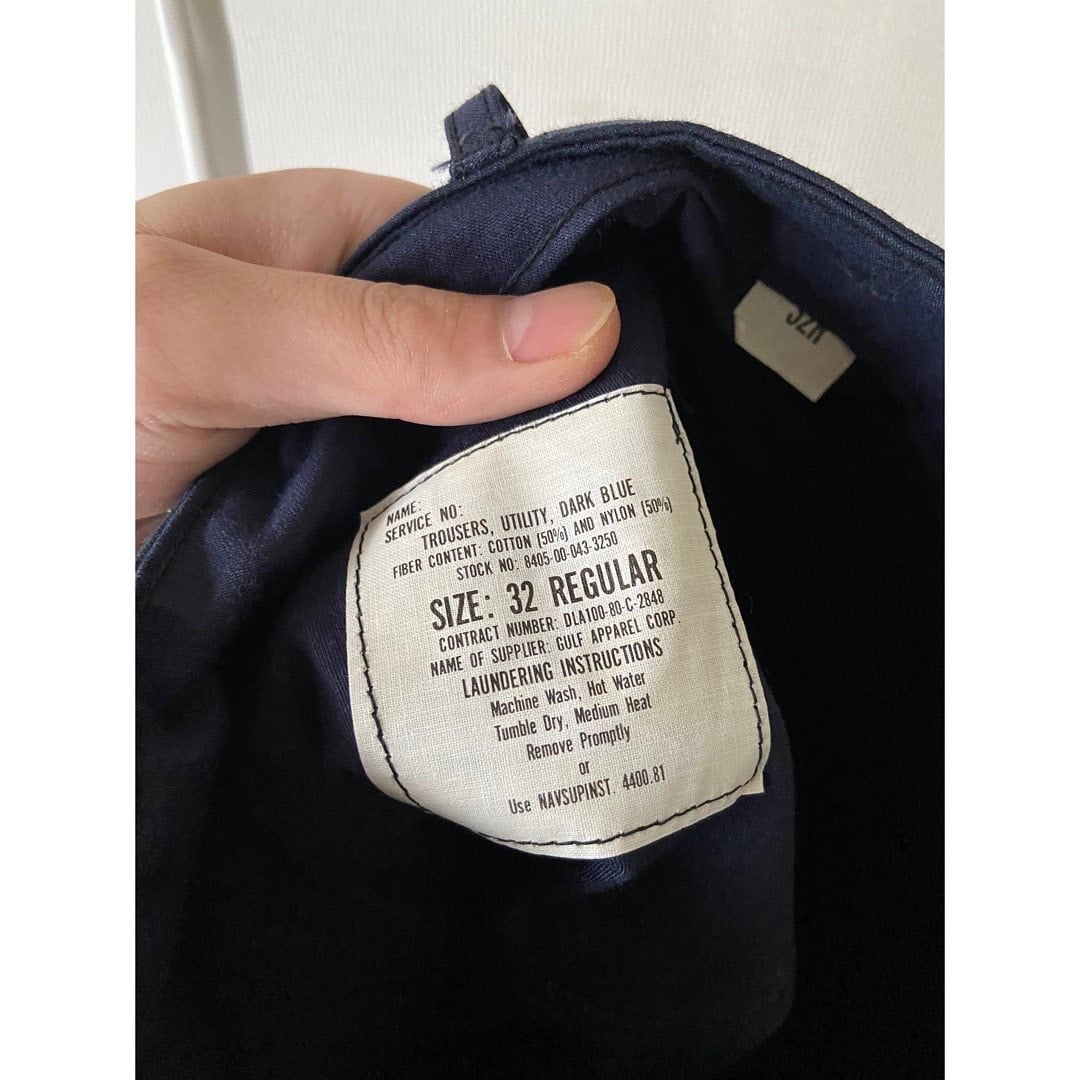 32R
NAME:
SERVICE NO:
TROUSERS, UTILITY, DARK BLUE
FIBER CONTENT: COTTON (50%) AND NYLON (50%)
STOCK NO: 8405-00-043-3250
SIZE: 32 REGULAR
CONTRACT NUMBER: DLA100-80-C-2848
NAME OF SUPPLIER: GULF APPAREL CORP.
LAUNDERING INSTRUCTIONS
Machine Wash, Hot Water
Tumble Dry, Medium Heat
Remove Promptly
or
Use NAVSUPINST. 4400.81